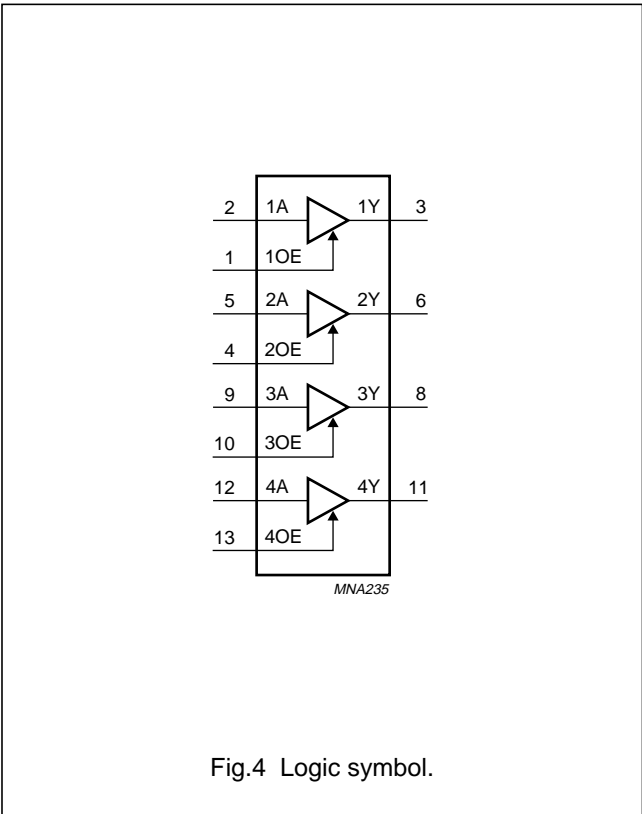 2 1A 1Y 3
1 1OE
5 2A 2Y 6
4 2OE
9 3A 3Y 8
10 3OE
12 4A 4Y 11
13 4OE
MNA235
Fig.4 Logic symbol.